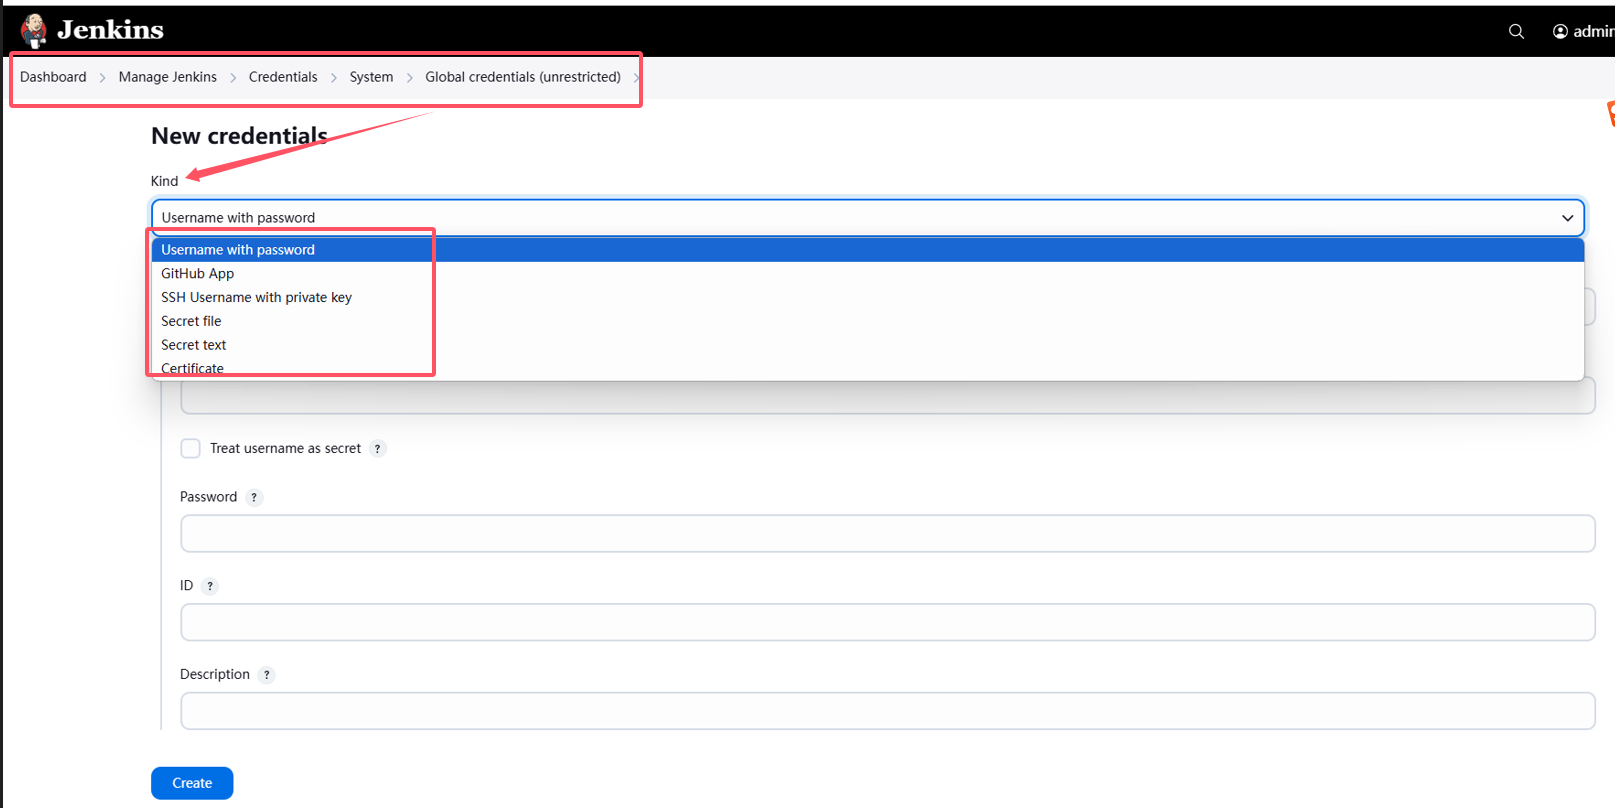 Jenkins
admin
Dashboard > Manage Jenkins > Credentials > System > Global credentials (unrestricted) >
New credentials
Kind
Username with password
Username with password
GitHub App
SSH Username with private key
Secret file
Secret text
Certificate
Treat username as secret ?
Password ?
ID ?
Description ?
Create